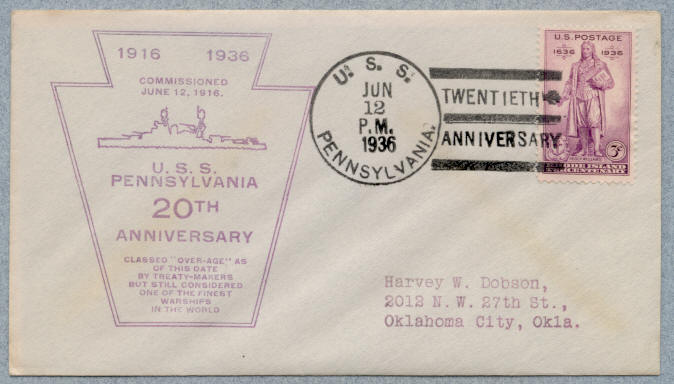 1916 1936
COMMISSIONED
JUNE 12, 1916.
U. S. S.
PENNSYLVANIA
20TH
ANNIVERSARY
CLASSED "OVER-AGE" AS
OF THIS DATE
BY TREATY-MAKERS
BUT STILL CONSIDERED
ONE OF THE FINEST
WARSHIPS
IN THE WORLD
U. S. S.
JUN
12
P.M.
1936
PENNSYLVANIA
TWENTIETH
ANNIVERSARY
U.S. POSTAGE
1636 1936
3¢
Harvey W. Dobson,
2012 N. W. 27th St.,
Oklahoma City, Okla.